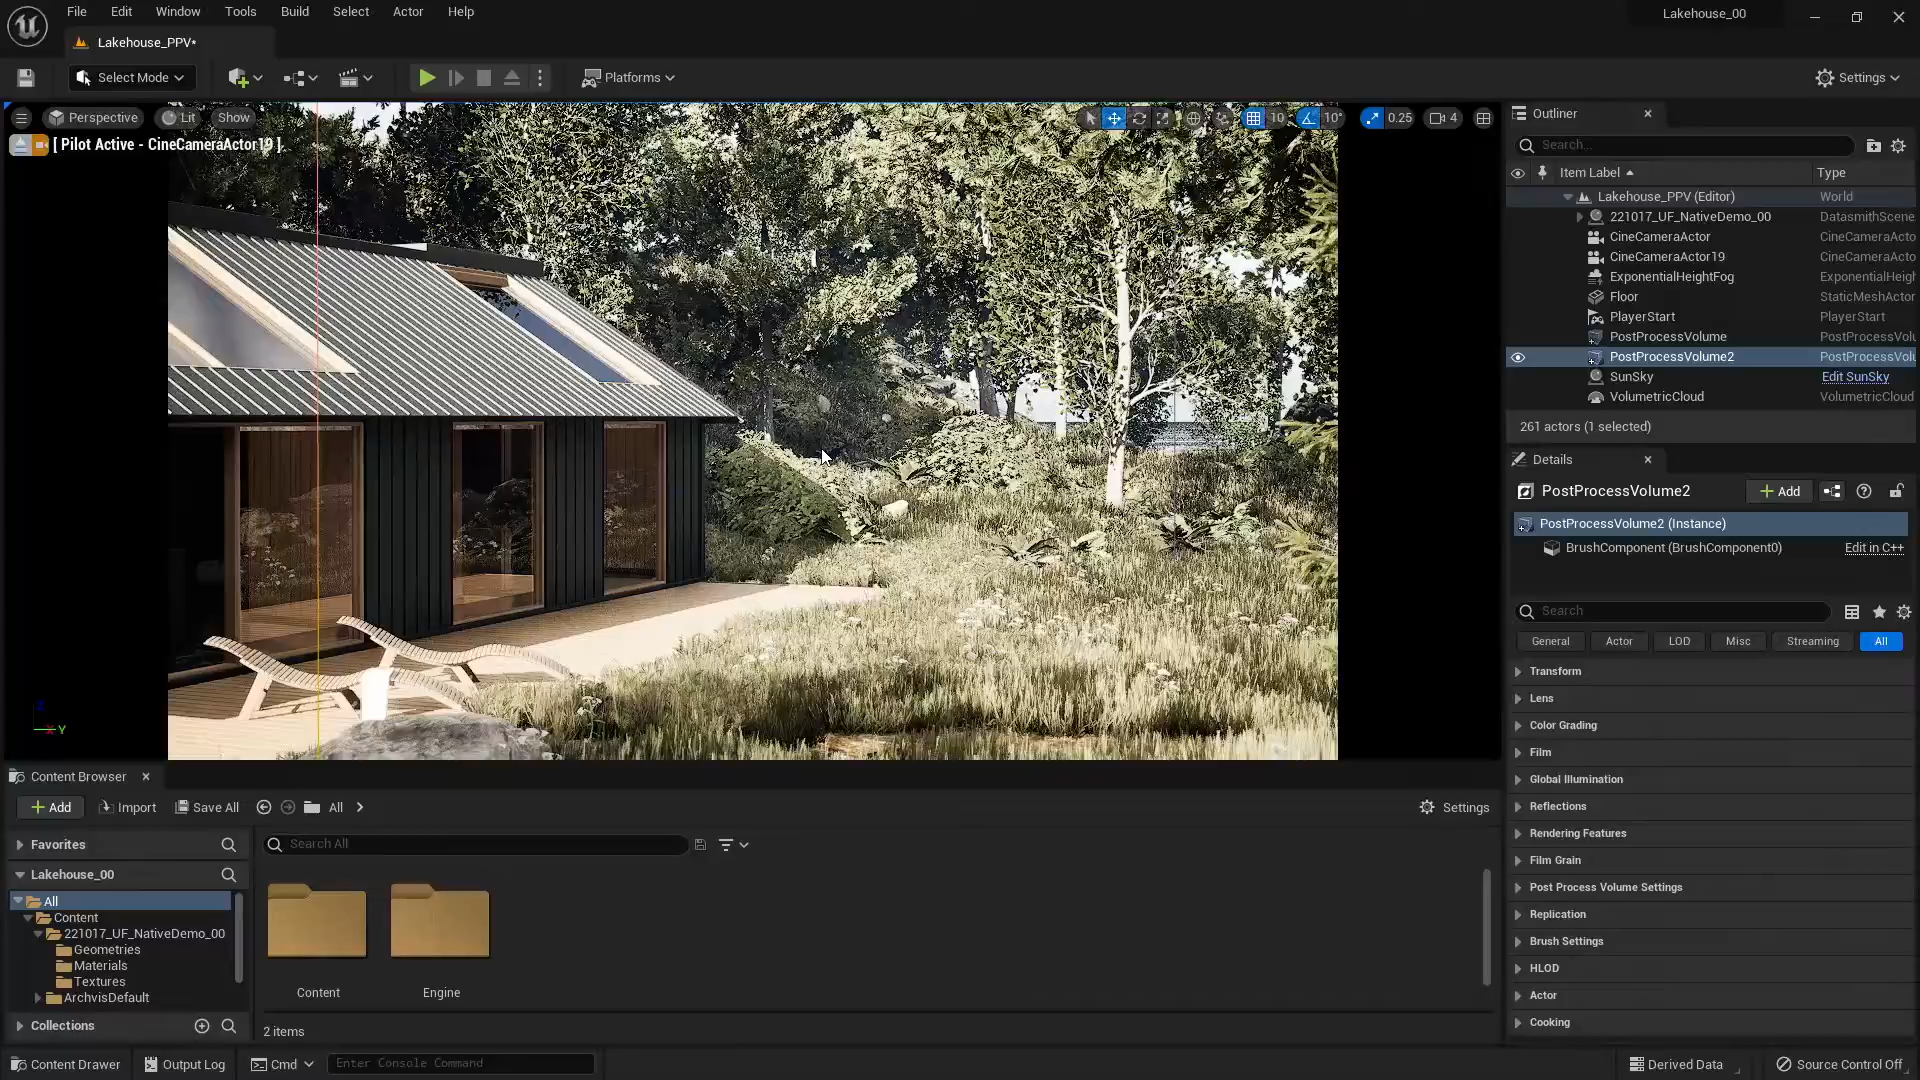 File Edit Window Tools Build Select Actor Help
Lakehouse_00
Lakehouse_PPV*
Select Mode
Platforms
Settings
Perspective Lit Show
10 10° 0.25 4
[ Pilot Active - CineCameraActor19 ]
Z
X Y
Outliner
Search...
Item Label Type
Lakehouse_PPV (Editor) World
221017_UF_NativeDemo_00 DatasmithScene
CineCameraActor CineCameraActo
CineCameraActor19 CineCameraActo
ExponentialHeightFog ExponentialHeigh
Floor StaticMeshActor
PlayerStart PlayerStart
PostProcessVolume PostProcessVolu
PostProcessVolume2 PostProcessVolu
SunSky Edit SunSky
VolumetricCloud VolumetricCloud
261 actors (1 selected)
Details
PostProcessVolume2
Add
PostProcessVolume2 (Instance)
BrushComponent (BrushComponent0) Edit in C++
Search
General Actor LOD Misc Streaming All
Transform
Lens
Color Grading
Film
Global Illumination
Reflections
Rendering Features
Film Grain
Post Process Volume Settings
Replication
Brush Settings
HLOD
Actor
Cooking
Content Browser
Add Import Save All All
Settings
Favorites
Search All
Lakehouse_00
All
Content
221017_UF_NativeDemo_00
Geometries
Materials
Textures
ArchvisDefault
Collections
Content Engine
2 items
Content Drawer Output Log Cmd Enter Console Command
Derived Data Source Control Off